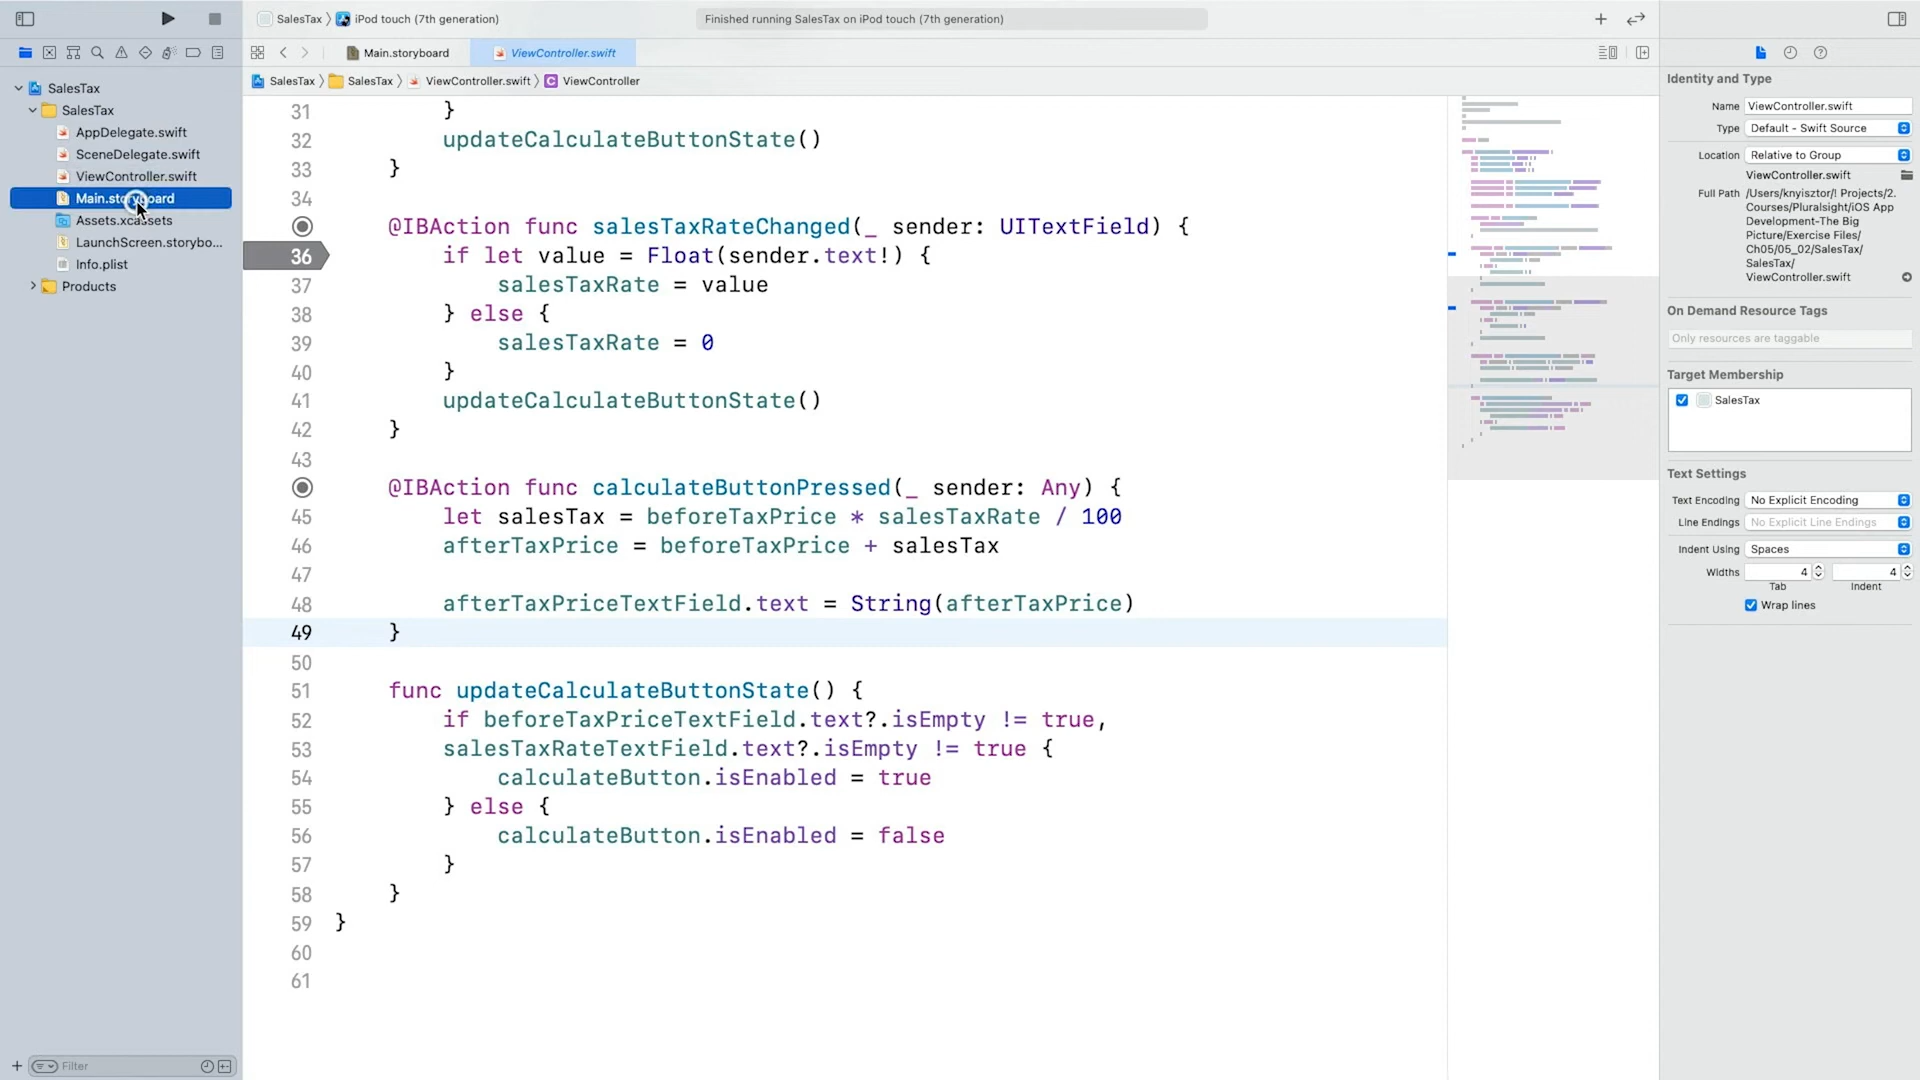 SalesTax
iPod touch (7th generation)
Finished running SalesTax on iPod touch (7th generation)
Main.storyboard
ViewController.swift
SalesTax
SalesTax
ViewController.swift
ViewController
SalesTax
SalesTax
AppDelegate.swift
SceneDelegate.swift
ViewController.swift
Main.storyboard
Assets.xcassets
LaunchScreen.storybo...
Info.plist
Products
Filter
31 }
32 updateCalculateButtonState()
33 }
34
@IBAction func salesTaxRateChanged(_ sender: UITextField) {
36 if let value = Float(sender.text!) {
37 salesTaxRate = value
38 } else {
39 salesTaxRate = 0
40 }
41 updateCalculateButtonState()
42 }
43
@IBAction func calculateButtonPressed(_ sender: Any) {
45 let salesTax = beforeTaxPrice * salesTaxRate / 100
46 afterTaxPrice = beforeTaxPrice + salesTax
47
48 afterTaxPriceTextField.text = String(afterTaxPrice)
49 }
50
51 func updateCalculateButtonState() {
52 if beforeTaxPriceTextField.text?.isEmpty != true,
53 salesTaxRateTextField.text?.isEmpty != true {
54 calculateButton.isEnabled = true
55 } else {
56 calculateButton.isEnabled = false
57 }
58 }
59 }
60
61
Identity and Type
Name ViewController.swift
Type Default - Swift Source
Location Relative to Group
ViewController.swift
Full Path /Users/knyisztor/! Projects/2.
Courses/Pluralsight/iOS App
Development-The Big
Picture/Exercise Files/
Ch05/05_02/SalesTax/
SalesTax/
ViewController.swift
On Demand Resource Tags
Only resources are taggable
Target Membership
SalesTax
Text Settings
Text Encoding No Explicit Encoding
Line Endings No Explicit Line Endings
Indent Using Spaces
Widths 4 4
Tab Indent
Wrap lines